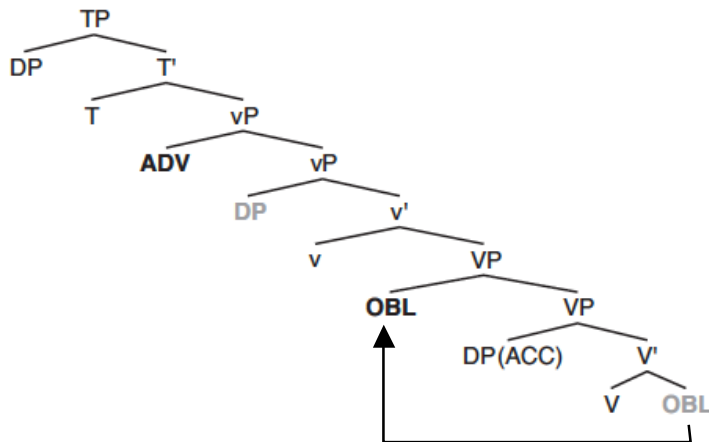 TP
DP T'
T vP
ADV vP
DP v'
v VP
OBL VP
DP(ACC) V'
V OBL